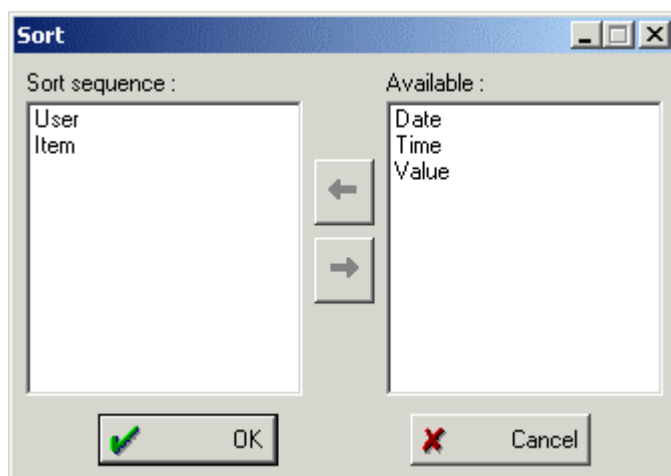 Sort
Sort sequence :
User
Item
Available :
Date
Time
Value
OK
Cancel